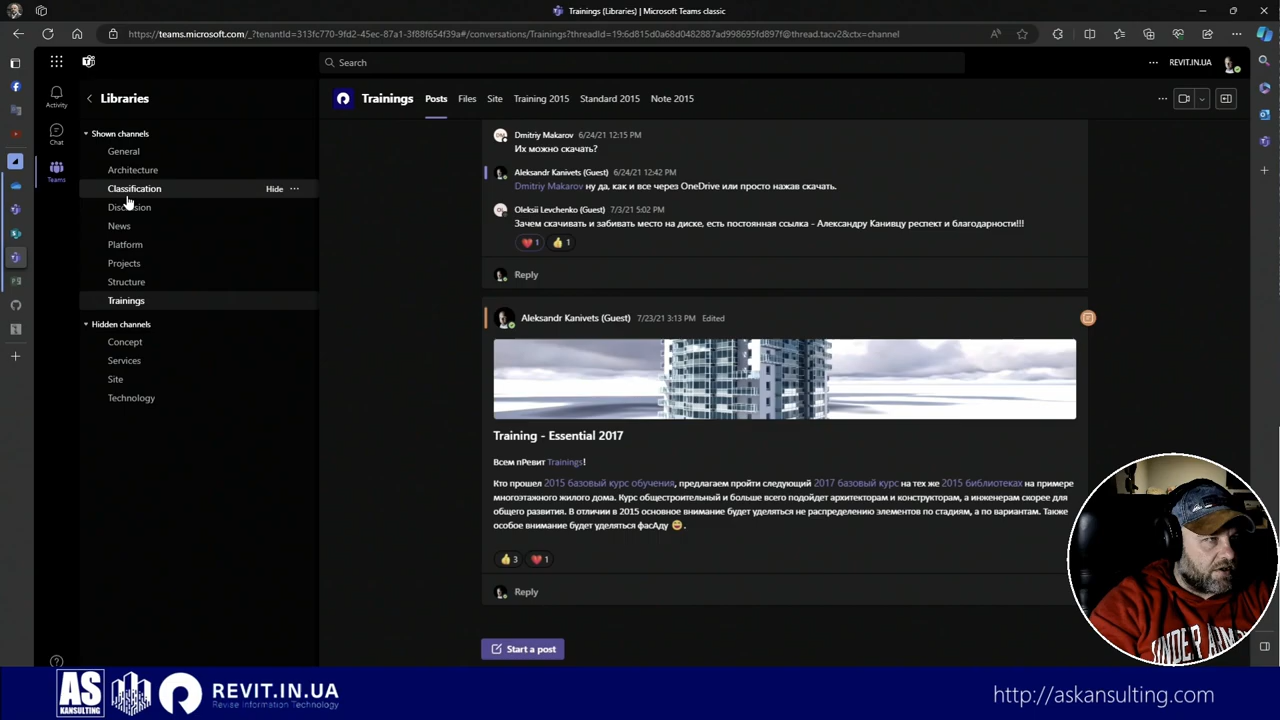 Trainings (Libraries) | Microsoft Teams classic
https://teams.microsoft.com/_?tenantId=313fc770-9fd2-45ec-87a1-3f88f654f39a#/conversations/Trainings?threadId=19:6d815d0a68d0482887ad998695fd897f@thread.tacv2&ctx=channel
Search
REVIT.IN.UA
Activity
Chat
Teams
Libraries
Shown channels
General
Architecture
Classification
Hide
Discussion
News
Platform
Projects
Structure
Trainings
Hidden channels
Concept
Services
Site
Technology
Trainings Posts Files Site Training 2015 Standard 2015 Note 2015
Dmitriy Makarov 6/24/21 12:15 PM
Их можно скачать?
Aleksandr Kanivets (Guest) 6/24/21 12:42 PM
Dmitriy Makarov ну да, как и все через OneDrive или просто нажав скачать.
OL
Oleksii Levchenko (Guest) 7/3/21 5:02 PM
Зачем скачивать и забивать место на диске, есть постоянная ссылка - Александру Канивцу респект и благодарности!!!
1 1
Reply
Aleksandr Kanivets (Guest) 7/23/21 3:13 PM Edited
Training - Essential 2017
Всем пРевит Trainings!
Кто прошел 2015 базовый курс обучения, предлагаем пройти следующий 2017 базовый курс на тех же 2015 библиотеках на примере
многоэтажного жилого дома. Курс общестроительный и больше всего подойдет архитекторам и конструкторам, а инженерам скорее для
общего развития. В отличии в 2015 основное внимание будет уделяться не распределению элементов по стадиям, а по вариантам. Также
особое внимание будет уделяться фасАду .
3 1
Reply
Start a post
UNDER ARM
AS
KANSULTING
REVIT.IN.UA
Revise Information Technology
http://askansulting.com